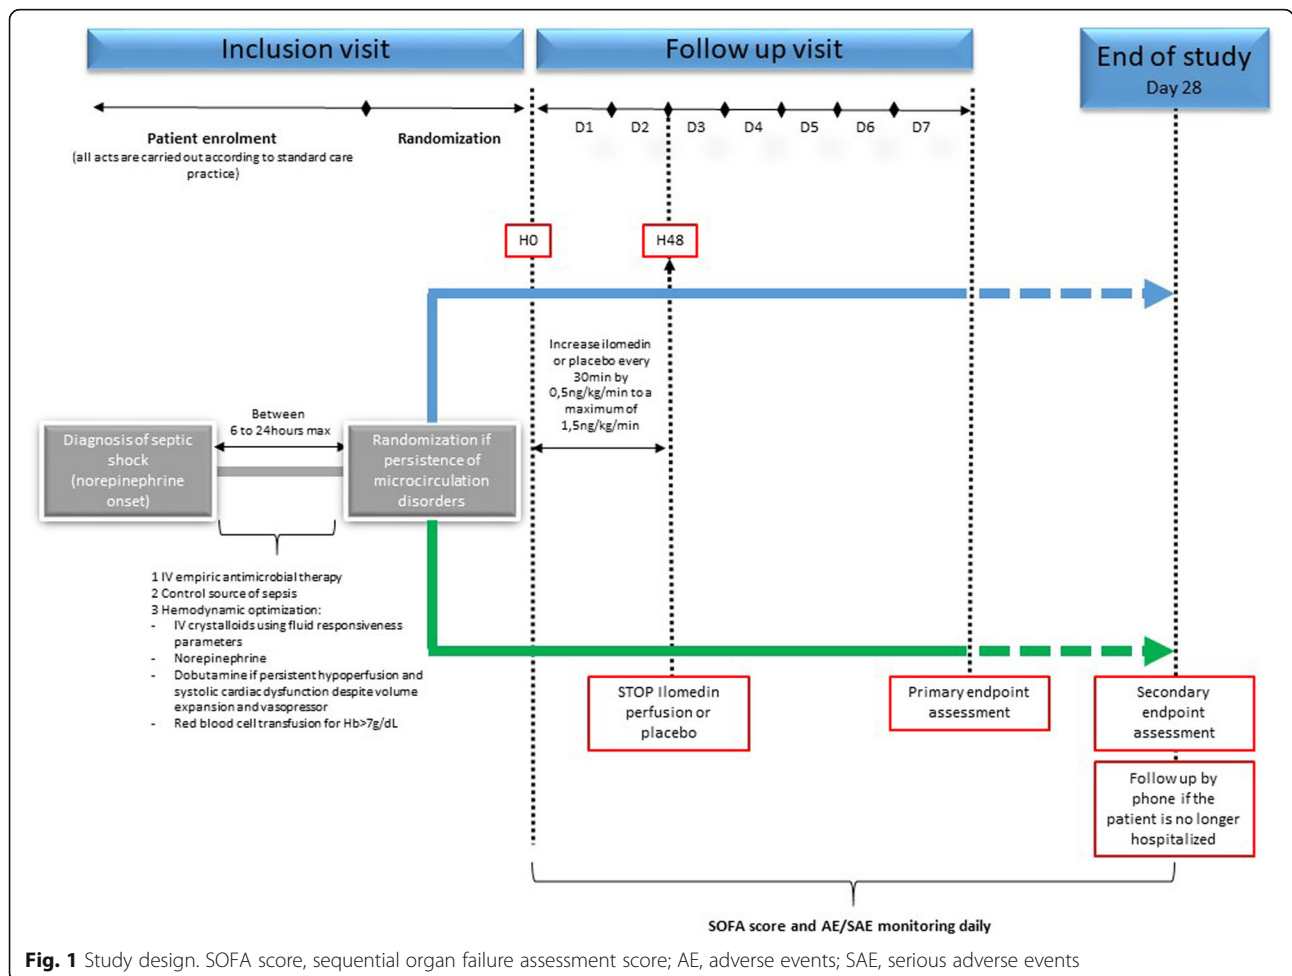 Inclusion visit
Follow up visit
End of study
Day 28
Patient enrolment
(all acts are carried out according to standard care
practice)
Randomization
D1
D2
D3
D4
D5
D6
D7
H0
H48
Increase ilomedin
or placebo every
30min by
0,5ng/kg/min to a
maximum of
1,5ng/kg/min
Diagnosis of septic
shock
(norepinephrine
onset)
Between
6 to 24hours max
Randomization if
persistence of
microcirculation
disorders
1 IV empiric antimicrobial therapy
2 Control source of sepsis
3 Hemodynamic optimization:
- IV crystalloids using fluid responsiveness
parameters
- Norepinephrine
- Dobutamine if persistent hypoperfusion and
systolic cardiac dysfunction despite volume
expansion and vasopressor
- Red blood cell transfusion for Hb>7g/dL
STOP Ilomedin
perfusion or
placebo
Primary endpoint
assessment
Secondary
endpoint
assessment
Follow up by
phone if the
patient is no longer
hospitalized
SOFA score and AE/SAE monitoring daily
Fig. 1 Study design. SOFA score, sequential organ failure assessment score; AE, adverse events; SAE, serious adverse events